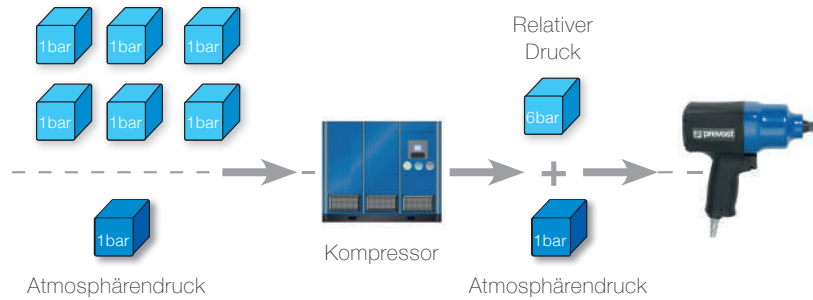 1bar 1bar 1bar
1bar 1bar 1bar
1bar
Atmosphärendruck
Kompressor
Relativer
Druck
6bar
1bar
Atmosphärendruck
prevost